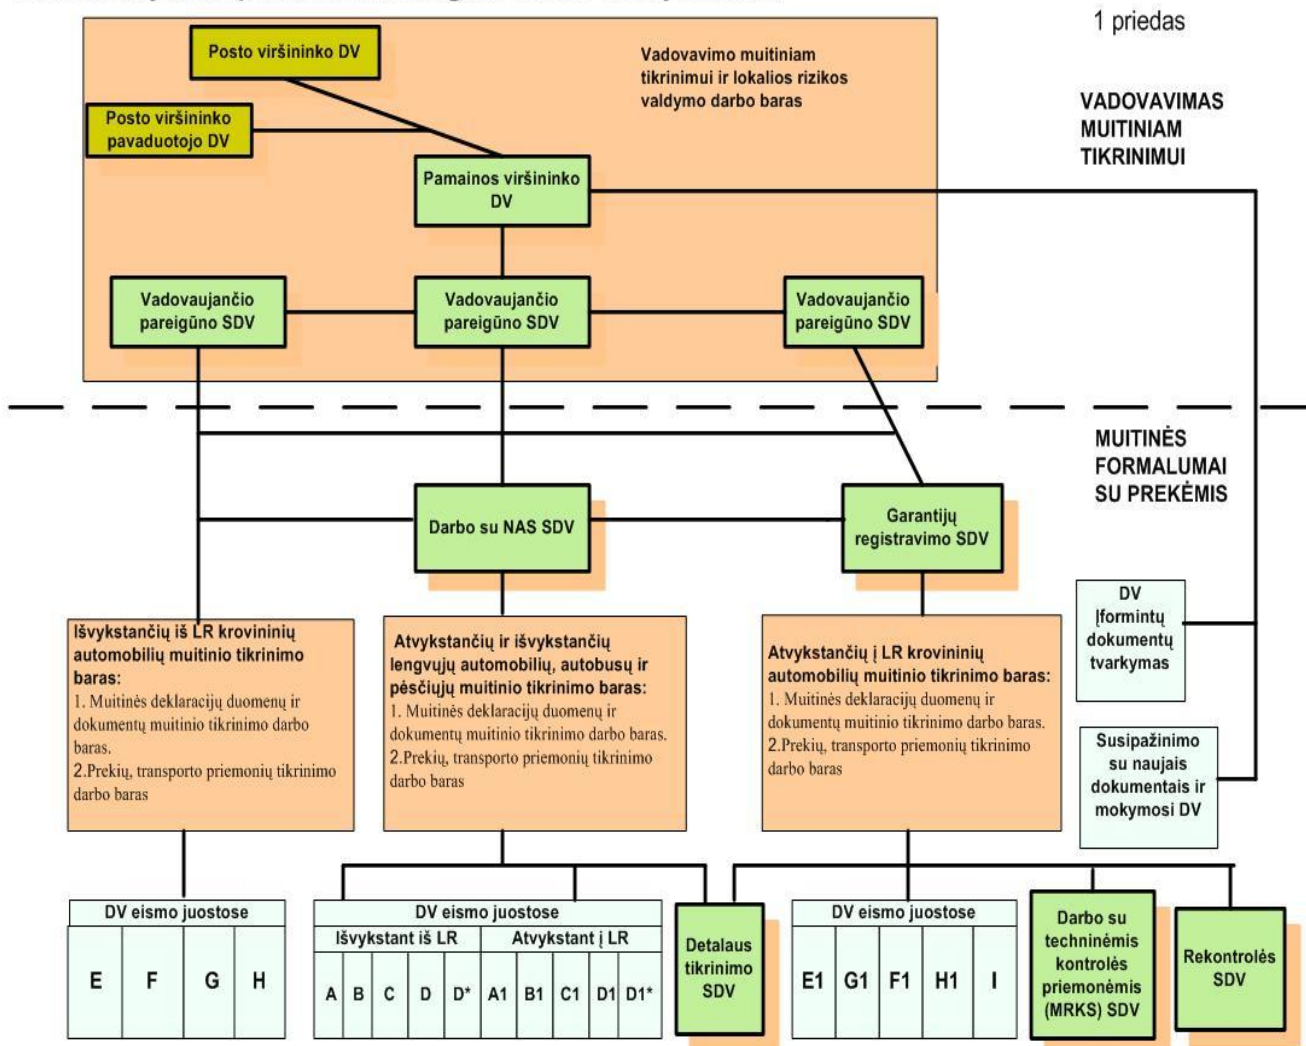 1 priedas
Posto viršininko DV
Vadovavimo muitiniam
tikrinimui ir lokalios rizikos
valdymo darbo baras
VADOVAVIMAS
MUITINIAM
TIKRINIMUI
Posto viršininko
pavaduotojo DV
Pamainos viršininko
DV
Vadovaujančio
pareigūno SDV
Vadovaujančio
pareigūno SDV
Vadovaujančio
pareigūno SDV
MUITINĖS
FORMALUMAI
SU PREKĖMIS
Darbo su NAS SDV
Garantijų
registravimo SDV
DV
Įformintų
dokumentų
tvarkymas
Išvykstančių iš LR krovininių
automobilių muitinio tikrinimo
baras:
1. Muitinės deklaracijų duomenų ir
dokumentų muitinio tikrinimo darbo
baras.
2.Prekių, transporto priemonių tikrinimo
darbo baras
Atvykstančių ir išvykstančių
lengvųjų automobilių, autobusų ir
pėsčiųjų muitinio tikrinimo baras:
1. Muitinės deklaracijų duomenų ir
dokumentų muitinio tikrinimo darbo baras.
2.Prekių, transporto priemonių tikrinimo
darbo baras
Atvykstančių į LR krovininių
automobilių muitinio tikrinimo baras:
1. Muitinės deklaracijų duomenų ir
dokumentų muitinio tikrinimo darbo baras.
2.Prekių, transporto priemonių tikrinimo
darbo baras
Susipažinimo
su naujais
dokumentais ir
mokymosi DV
DV eismo juostose
E F G H
DV eismo juostose
Išvykstant iš LR Atvykstant į LR
A B C D D* A1 B1 C1 D1 D1*
Detalaus
tikrinimo
SDV
DV eismo juostose
E1 G1 F1 H1 I
Darbo su
techninėmis
kontrolės
priemonėmis
(MRKS) SDV
Rekontrolės
SDV